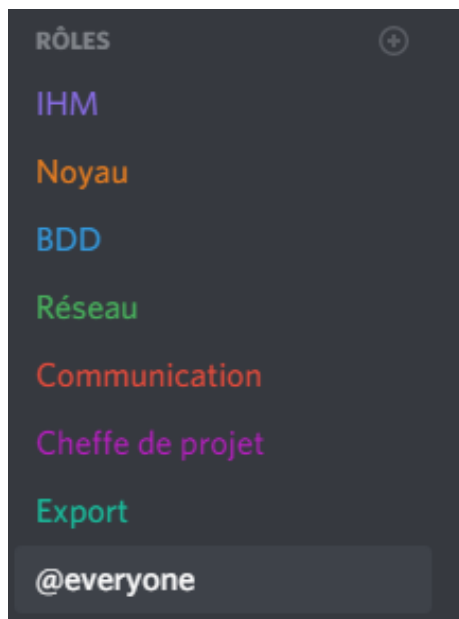 RÔLES
IHM
Noyau
BDD
Réseau
Communication
Cheffe de projet
Export
@everyone